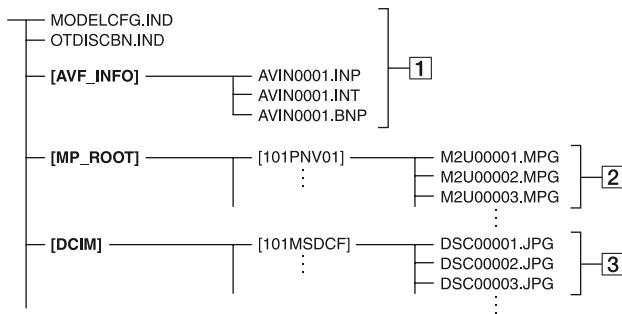 MODELCFG.IND
OTDISCBN.IND
[AVF_INFO] AVIN0001.INP
1
AVIN0001.INT
AVIN0001.BNP
[MP_ROOT] [101PNV01] M2U00001.MPG
M2U00002.MPG
2
M2U00003.MPG
[DCIM] [101MSDCF] DSC00001.JPG
DSC00002.JPG
3
DSC00003.JPG